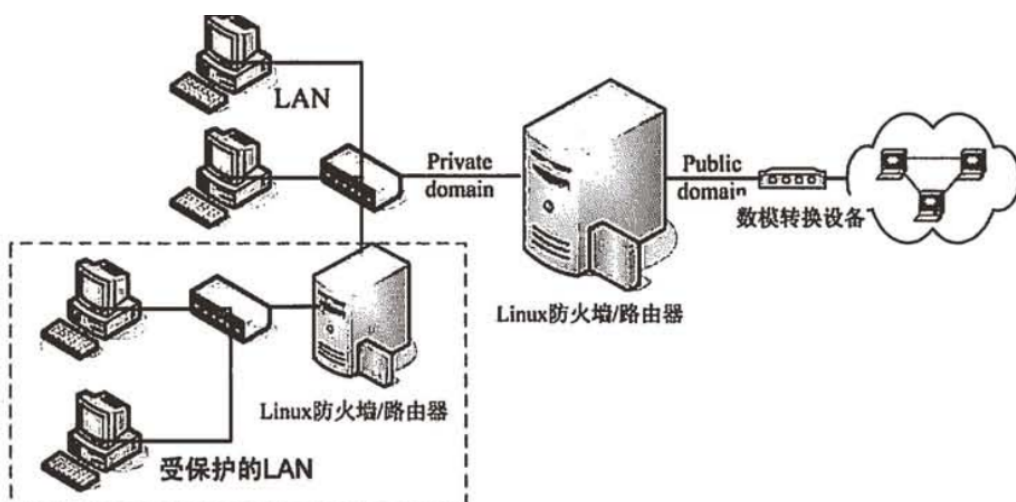 LAN
Private
domain
Public
domain
数模转换设备
Linux防火墙/路由器
Linux防火墙/路由器
受保护的LAN